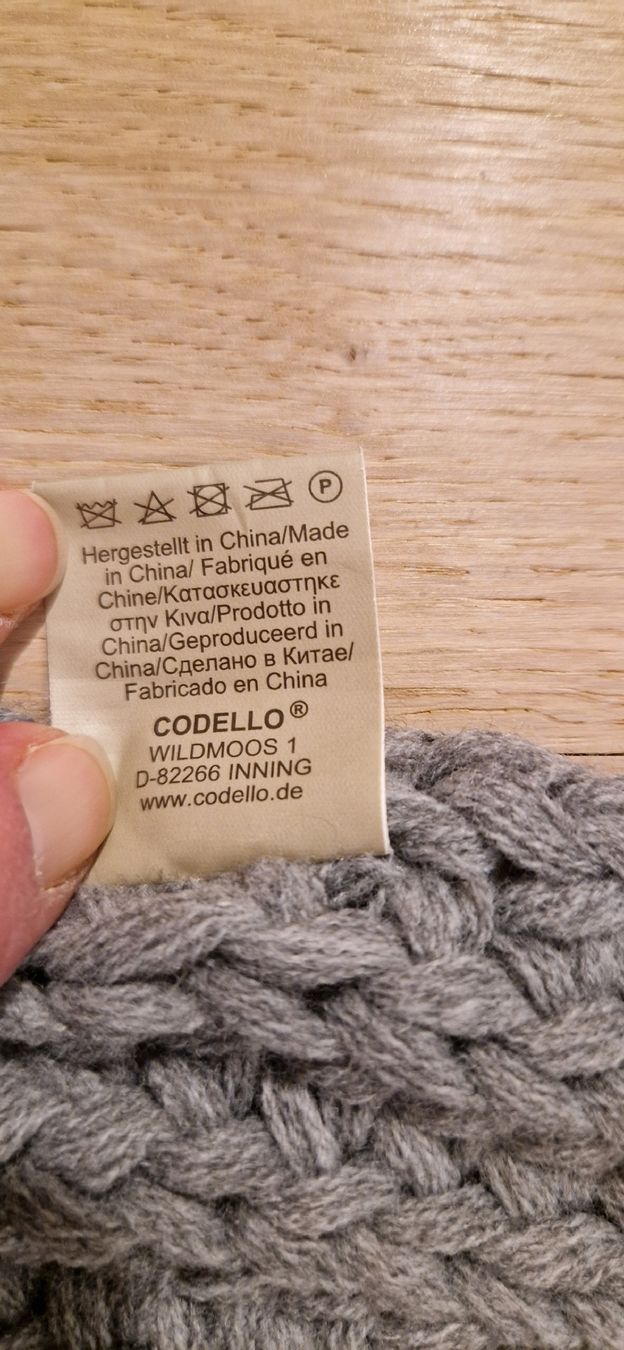 P
Hergestellt in China/Made
in China/ Fabriqué en
Chine/Κατασκευαστηκε
στην Κινα/Prodotto in
China/Geproduceerd in
China/Сделано в Китае/
Fabricado en China
CODELLO®
WILDMOOS 1
D-82266 INNING
www.codello.de